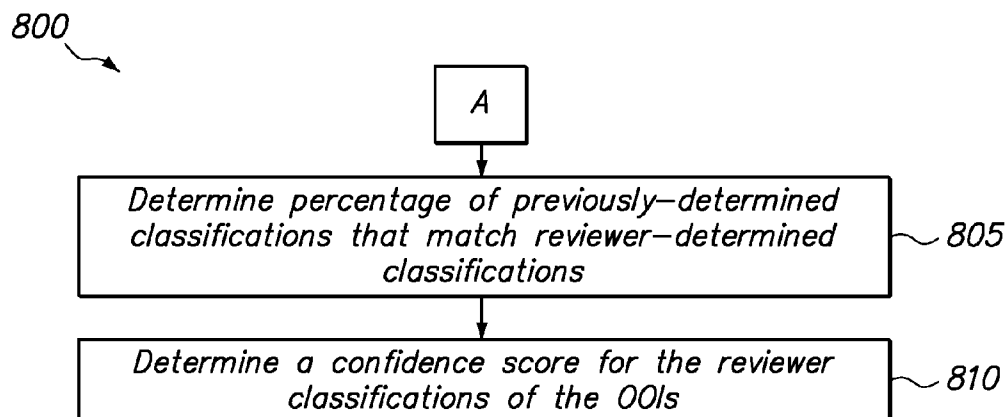 800
A
Determine percentage of previously-determined
classifications that match reviewer-determined
classifications
805
Determine a confidence score for the reviewer
classifications of the OOIs
810